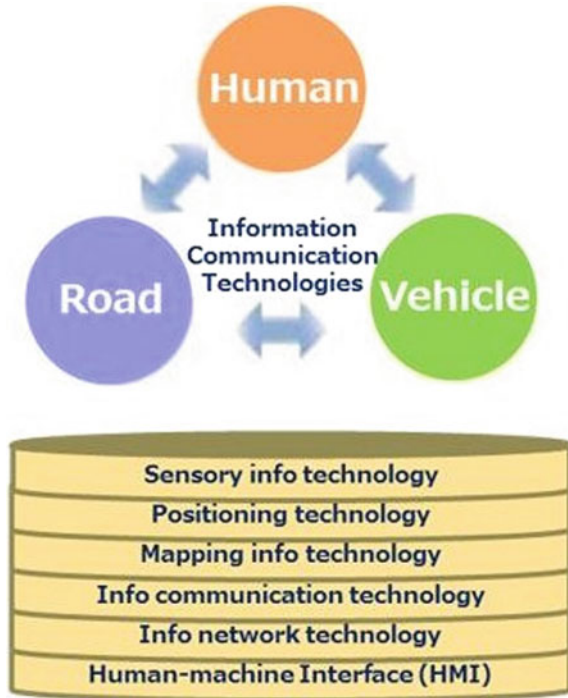 Human
Information
Communication
Technologies
Road
Vehicle
Sensory info technology
Positioning technology
Mapping info technology
Info communication technology
Info network technology
Human-machine Interface (HMI)